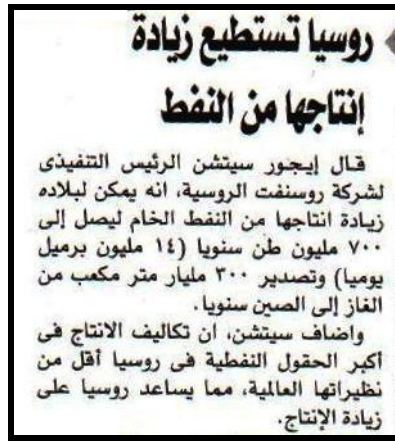 روسيا تستطيع زيادة
إنتاجها من النفط
قال إيجور سيتشن الرئيس التنفيذى
لشركة روسنفت الروسية، انه يمكن لبلاده
زيادة انتاجها من النفط الخام ليصل إلى
٧٠٠ مليون طن سنويا (١٤ مليون برميل
يوميا) وتصدير ٣٠٠ مليار متر مكعب من
الغاز إلى الصين سنويا.
واضاف سيتشن، ان تكاليف الانتاج فى
أكبر الحقول النفطية فى روسيا أقل من
نظيراتها العالمية، مما يساعد روسيا على
زيادة الإنتاج.